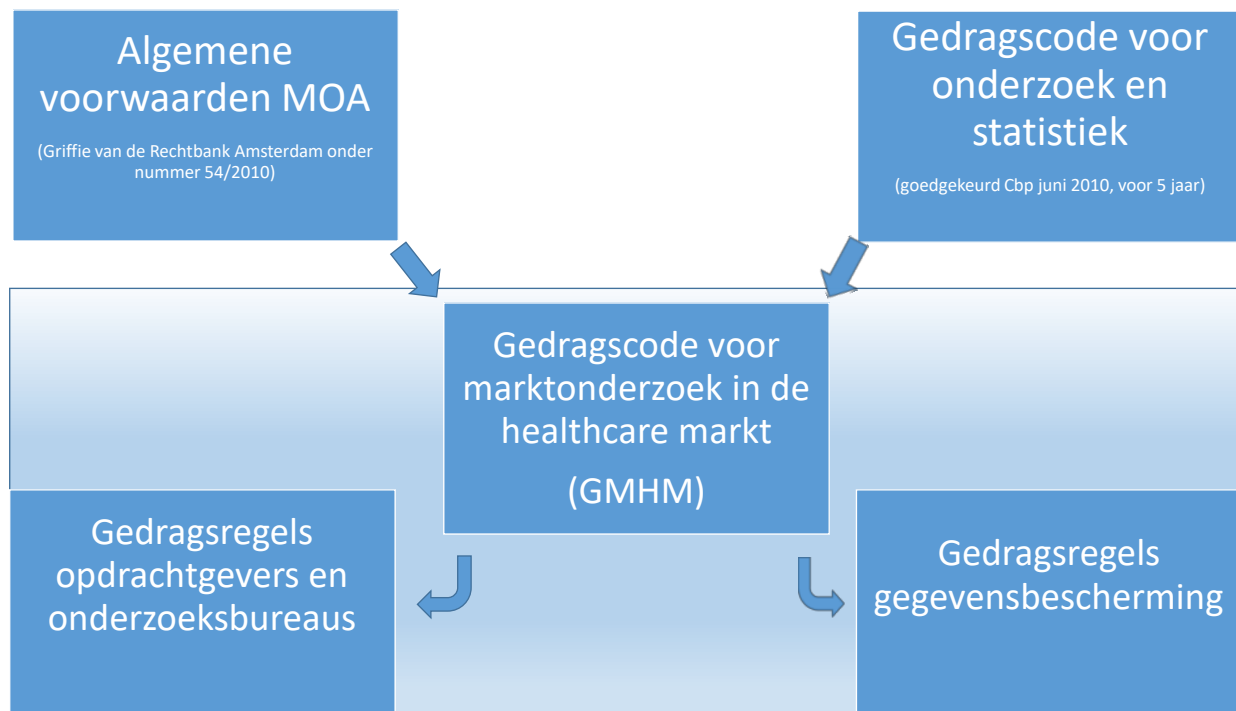 Algemene
voorwaarden MOA
(Griffie van de Rechtbank Amsterdam onder
nummer 54/2010)
Gedragscode voor
onderzoek en
statistiek
(goedgekeurd Cbp juni 2010, voor 5 jaar)
Gedragscode voor
marktonderzoek in de
healthcare markt
(GMHM)
Gedragsregels
opdrachtgevers en
onderzoeksbureaus
Gedragsregels
gegevensbescherming